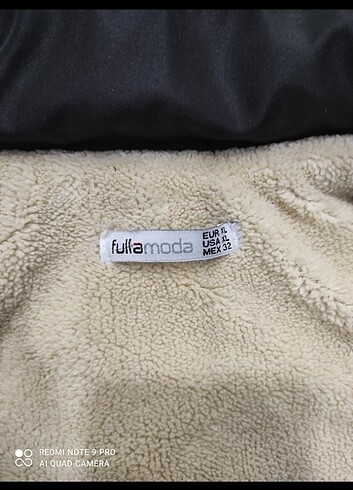 fullamoda
EUR XL
USA XL
MEX 32
REDMI NOTE 9 PRO
AI QUAD CAMERA